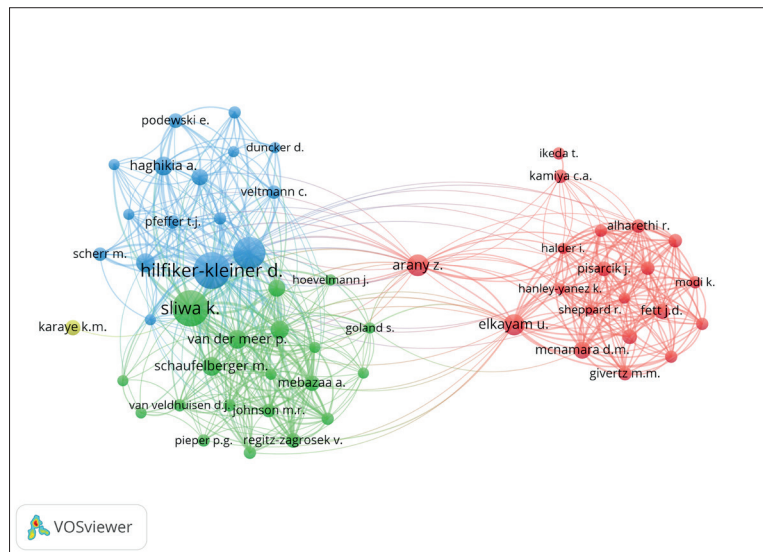 podewski e.
duncker d.
haghikia a.
veltmann c.
pfeffer t.j.
scherr m.
hilfiker-kleiner d.
hoevelmann j.
sliwa k.
karaye k.m.
van der meer p.
goland s.
schaufelberger m.
mebazaa a.
van veldhuisen d.j.
johnson m.r.
pieper p.g.
regitz-zagrosek v.
arany z.
elkayam u.
ikeda t.
kamiya c.a.
alharethi r.
halder i.
pisarcik j.
modi k.
hanley-yanez k.
sheppard r.
fett j.d.
mcnamara d.m.
givertz m.m.
VOSviewer